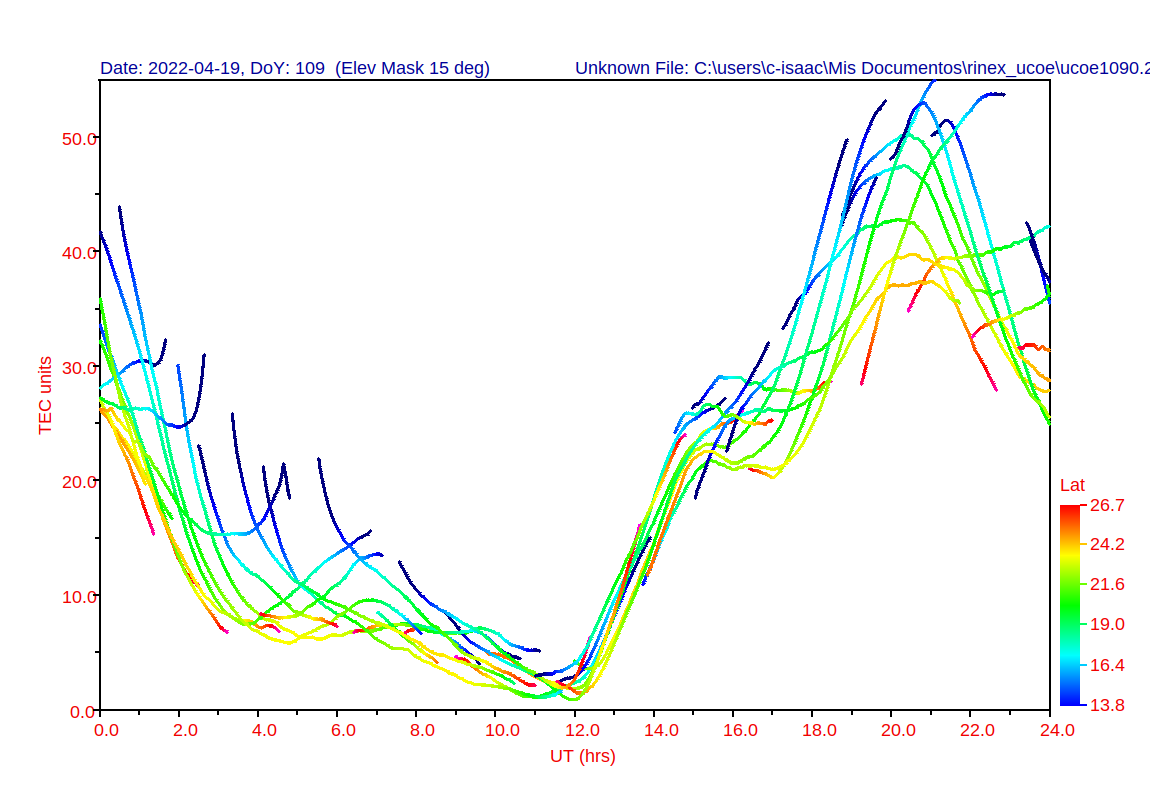 Date: 2022-04-19, DoY: 109 (Elev Mask 15 deg) Unknown File: C:\users\c-isaac\Mis Documentos\rinex_ucoe\ucoe1090.2
50.0
40.0
30.0
20.0
10.0
0.0
TEC units
0.0 2.0 4.0 6.0 8.0 10.0 12.0 14.0 16.0 18.0 20.0 22.0 24.0
UT (hrs)
Lat
26.7
24.2
21.6
19.0
16.4
13.8